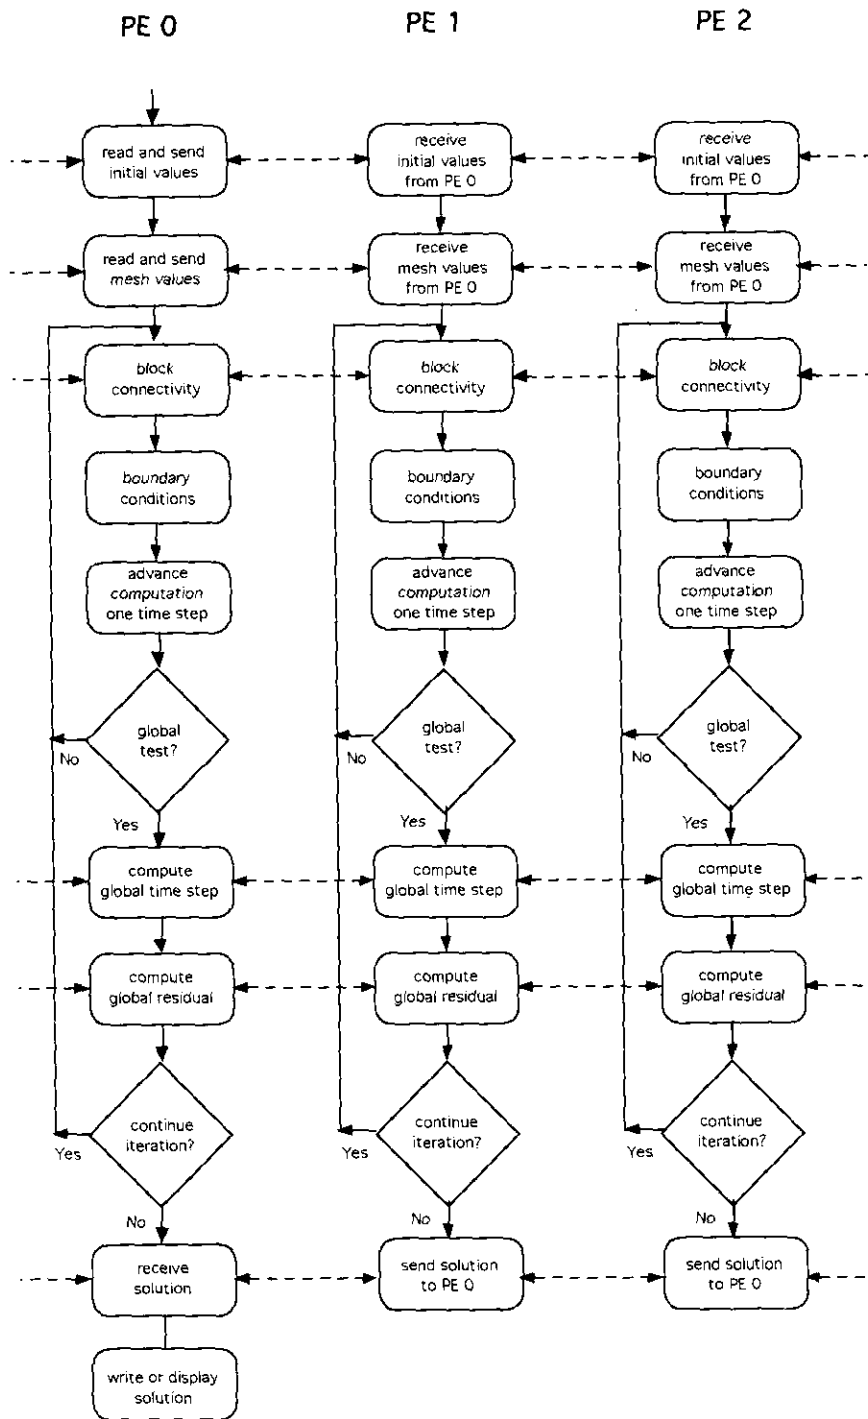 PE 0
PE 1
PE 2
read and send
initial values
receive
initial values
from PE 0
receive
initial values
from PE 0
read and send
mesh values
receive
mesh values
from PE 0
receive
mesh values
from PE 0
block
connectivity
block
connectivity
block
connectivity
boundary
conditions
boundary
conditions
boundary
conditions
advance
computation
one time step
advance
computation
one time step
advance
computation
one time step
global
test?
global
test?
global
test?
No
No
No
Yes
Yes
Yes
compute
global time step
compute
global time step
compute
global time step
compute
global residual
compute
global residual
compute
global residual
continue
iteration?
continue
iteration?
continue
iteration?
Yes
Yes
Yes
No
No
No
receive
solution
send solution
to PE 0
send solution
to PE 0
write or display
solution